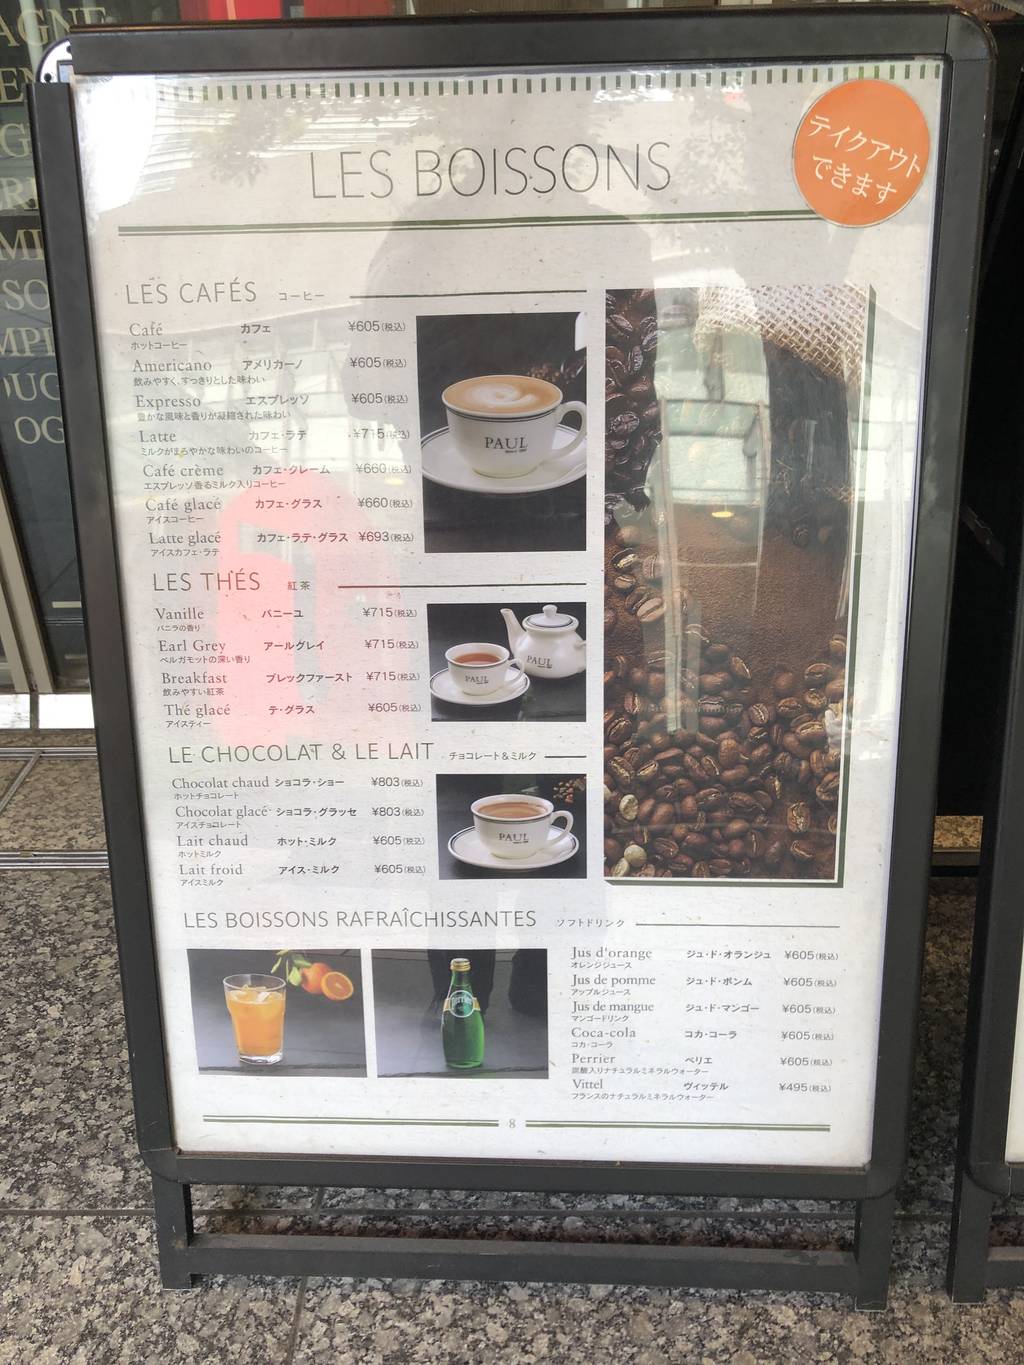 テイクアウト
できます
LES BOISSONS
LES CAFÉS コーヒー
Café カフェ ¥605(税込)
ホットコーヒー
Americano アメリカーノ ¥605(税込)
飲みやすく、すっきりとした味わい
Expresso エスプレッソ ¥605(税込)
豊かな風味と香りが凝縮された味わい
Latte カフェ・ラテ ¥715(税込)
ミルクがまろやかな味わいのコーヒー
Café crème カフェ・クレーム ¥660(税込)
エスプレッソ香るミルク入りコーヒー
Café glacé カフェ・グラス ¥660(税込)
アイスコーヒー
Latte glacé カフェ・ラテ・グラス ¥693(税込)
アイスカフェ・ラテ
PAUL
LES THÉS 紅茶
Vanille バニーユ ¥715(税込)
バニラの香り
Earl Grey アールグレイ ¥715(税込)
ベルガモットの深い香り
Breakfast ブレックファースト ¥715(税込)
飲みやすい紅茶
Thé glacé テ・グラス ¥605(税込)
アイスティー
PAUL
PAUL
LE CHOCOLAT & LE LAIT チョコレート&ミルク
Chocolat chaud ショコラ・ショー ¥803(税込)
ホットチョコレート
Chocolat glacé ショコラ・グラッセ ¥803(税込)
アイスチョコレート
Lait chaud ホット・ミルク ¥605(税込)
ホットミルク
Lait froid アイス・ミルク ¥605(税込)
アイスミルク
PAUL
LES BOISSONS RAFRAÎCHISSANTES ソフトドリンク
Jus d'orange ジュ・ド・オランジュ ¥605(税込)
オレンジジュース
Jus de pomme ジュ・ド・ポンム ¥605(税込)
アップルジュース
Jus de mangue ジュ・ド・マンゴー ¥605(税込)
マンゴードリンク
Coca-cola コカ・コーラ ¥605(税込)
コカ・コーラ
Perrier ペリエ ¥605(税込)
炭酸入りナチュラルミネラルウォーター
Vittel ヴィッテル ¥495(税込)
フランスのナチュラルミネラルウォーター
Perrier
8